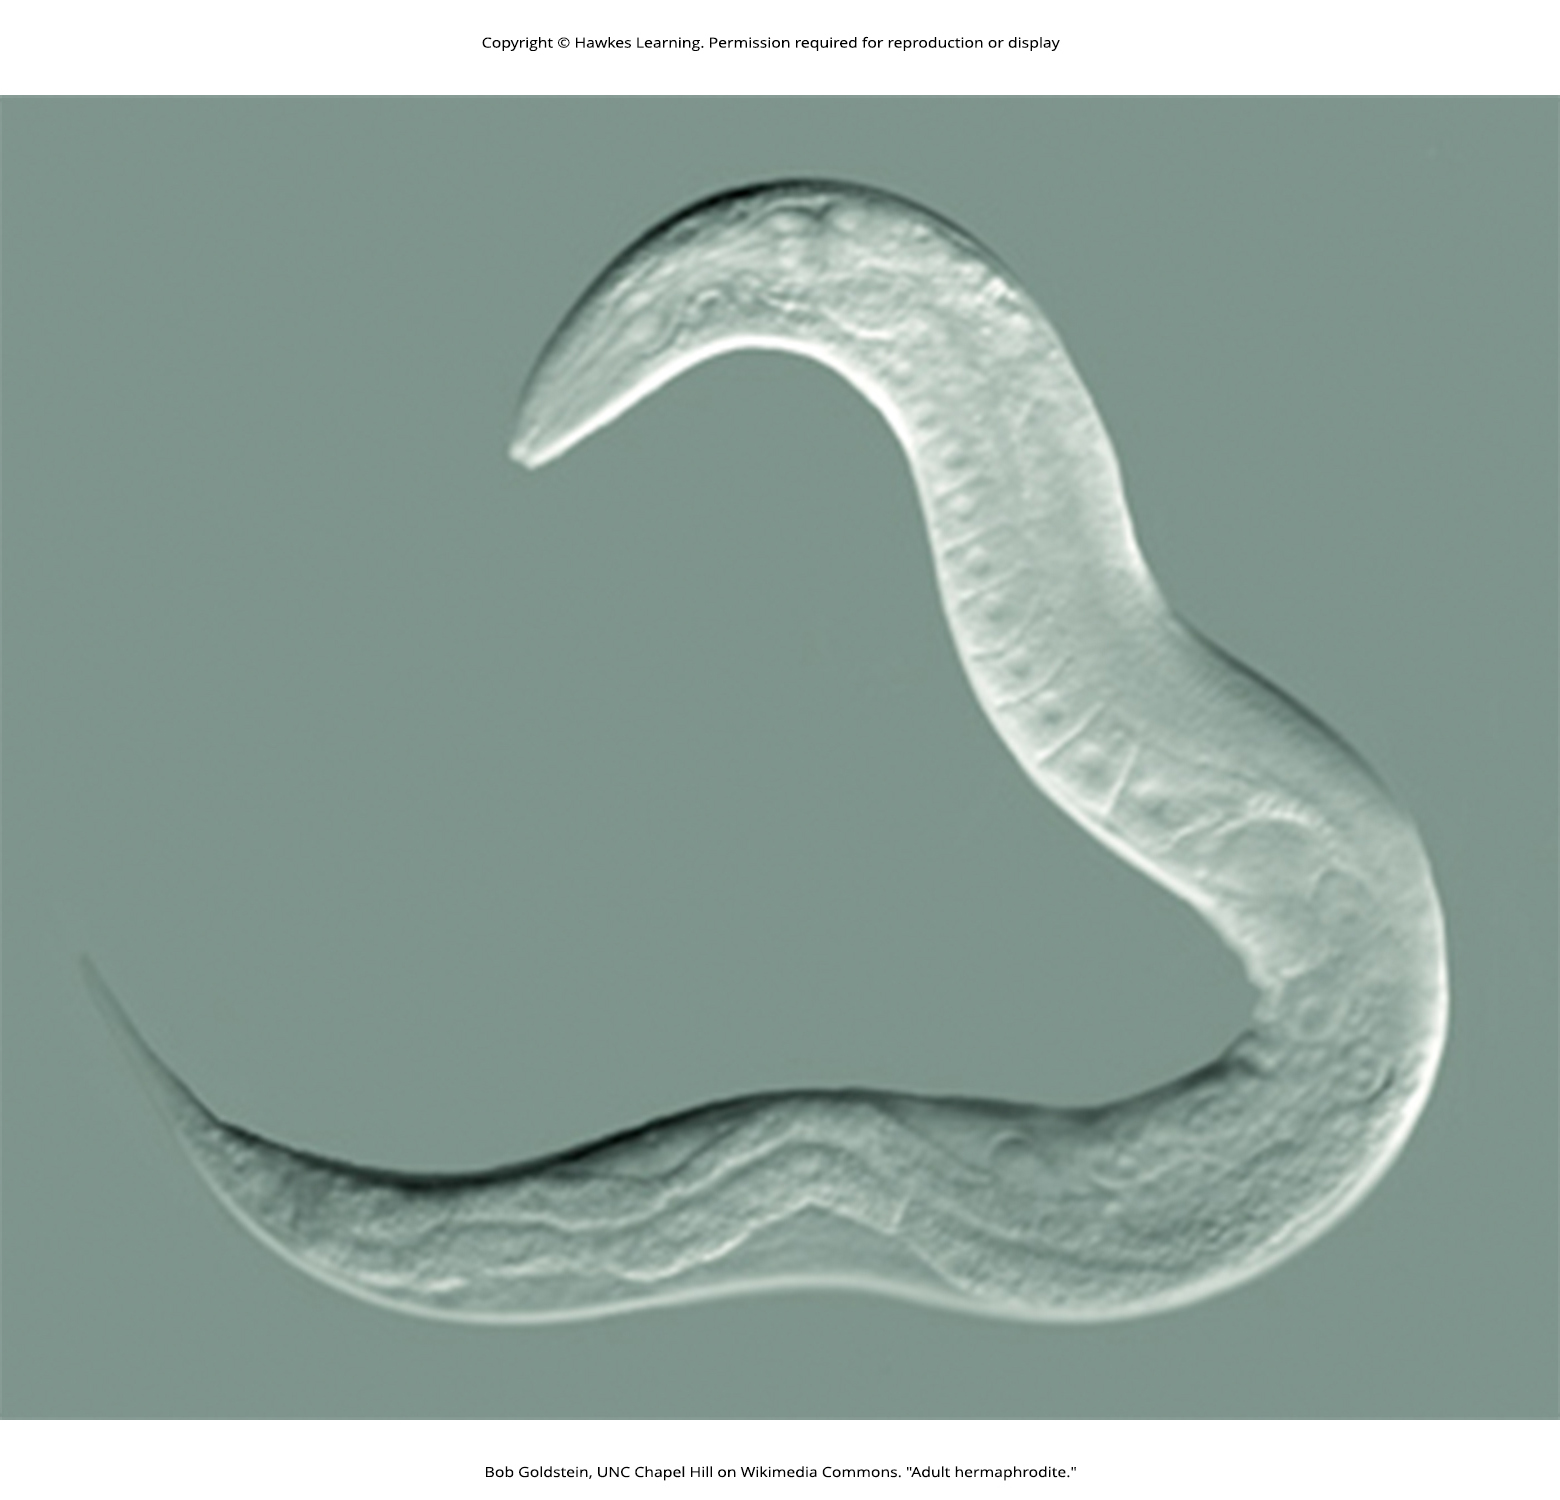 Copyright © Hawkes Learning. Permission required for reproduction or display
Bob Goldstein, UNC Chapel Hill on Wikimedia Commons. "Adult hermaphrodite."